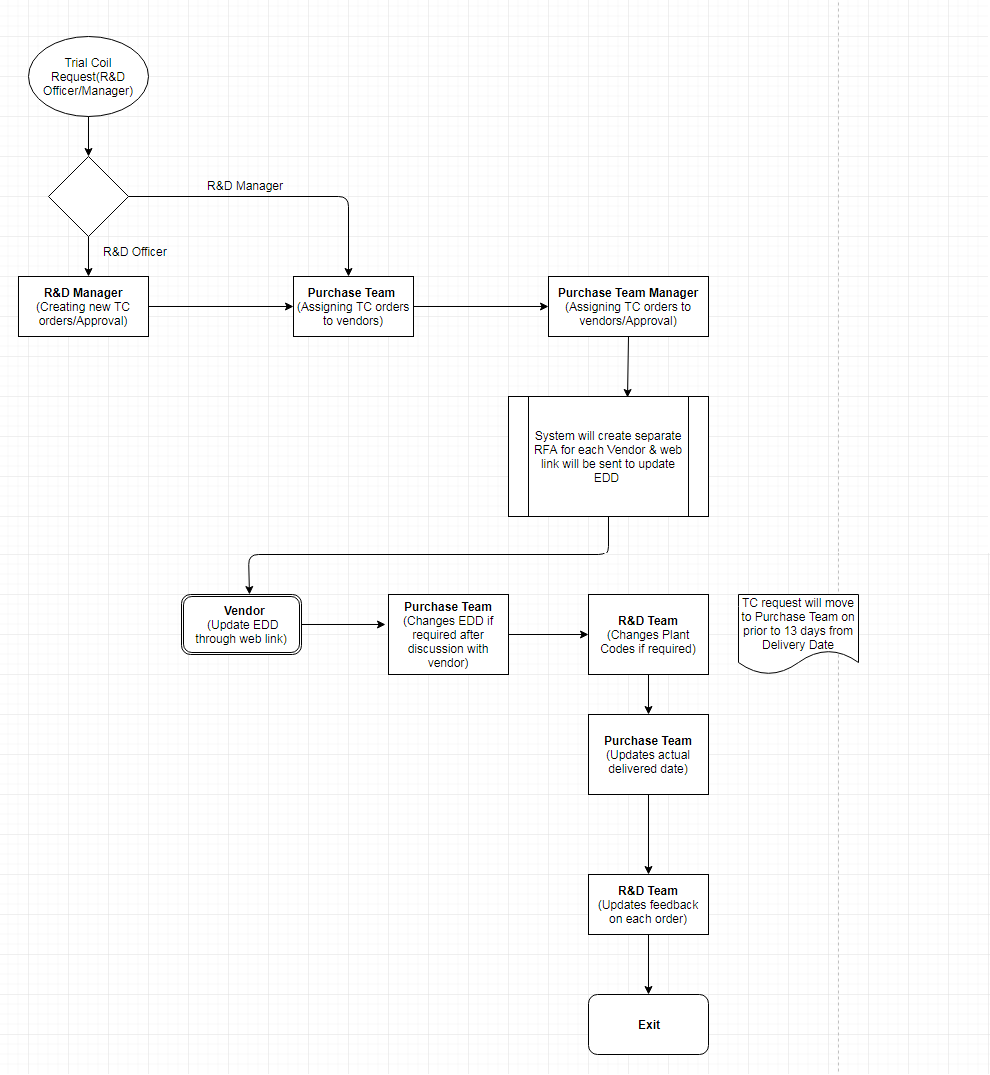 Trial Coil
Request(R&D
Officer/Manager)
R&D Manager
R&D Officer
R&D Manager
(Creating new TC
orders/Approval)
Purchase Team
(Assigning TC orders
to vendors)
Purchase Team Manager
(Assigning TC orders to
vendors/Approval)
System will create separate
RFA for each Vendor & web
link will be sent to update
EDD
Vendor
(Update EDD
through web link)
Purchase Team
(Changes EDD if
required after
discussion with
vendor)
R&D Team
(Changes Plant
Codes if required)
TC request will move
to Purchase Team on
prior to 13 days from
Delivery Date
Purchase Team
(Updates actual
delivered date)
R&D Team
(Updates feedback
on each order)
Exit